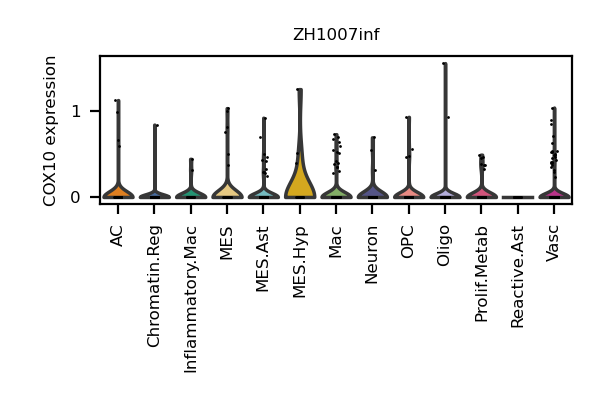 ZH1007inf
COX10 expression
1
0
AC
Chromatin.Reg
Inflammatory.Mac
MES
MES.Ast
MES.Hyp
Mac
Neuron
OPC
Oligo
Prolif.Metab
Reactive.Ast
Vasc